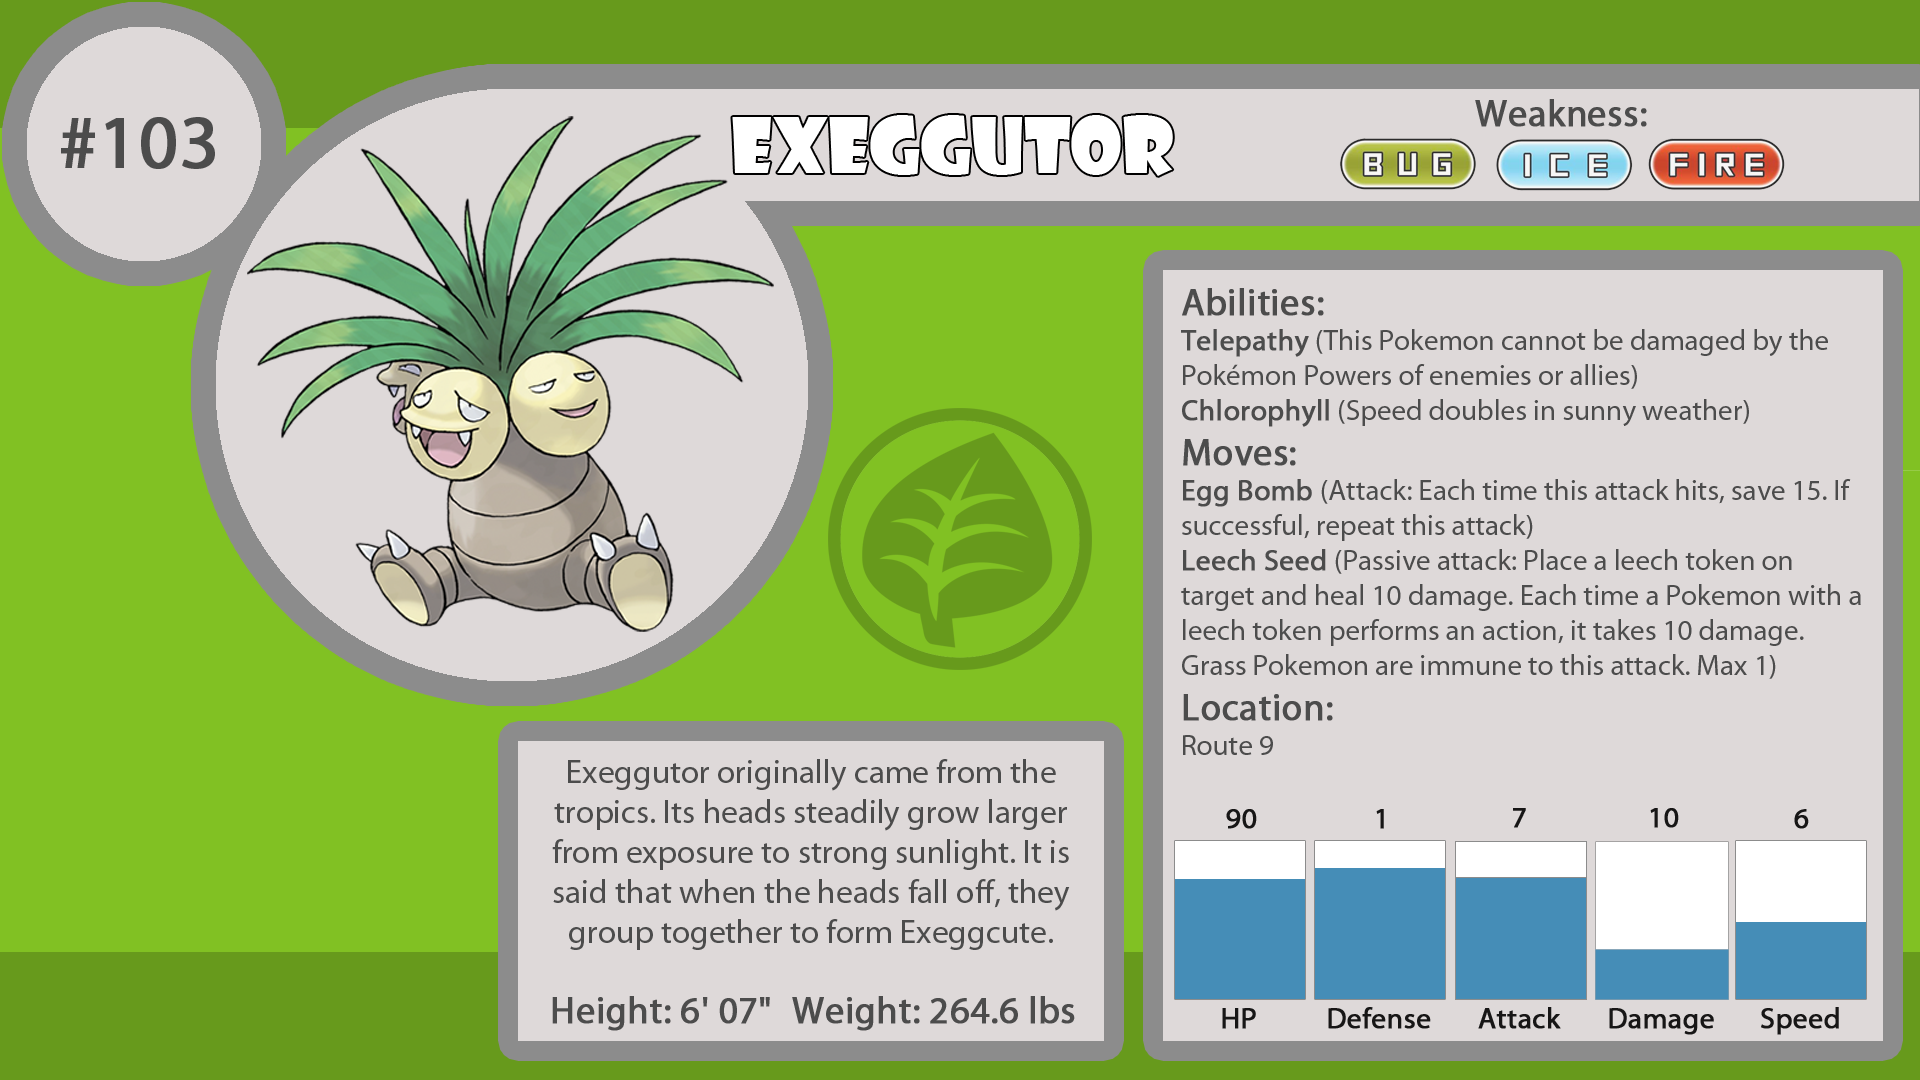 #103
EXEGGUTOR
Weakness:
BUG ICE FIRE
Abilities:
Telepathy (This Pokemon cannot be damaged by the
Pokémon Powers of enemies or allies)
Chlorophyll (Speed doubles in sunny weather)
Moves:
Egg Bomb (Attack: Each time this attack hits, save 15. If
successful, repeat this attack)
Leech Seed (Passive attack: Place a leech token on
target and heal 10 damage. Each time a Pokemon with a
leech token performs an action, it takes 10 damage.
Grass Pokemon are immune to this attack. Max 1)
Location:
Route 9
90 1 7 10 6
HP Defense Attack Damage Speed
Exeggutor originally came from the
tropics. Its heads steadily grow larger
from exposure to strong sunlight. It is
said that when the heads fall off, they
group together to form Exeggcute.
Height: 6' 07" Weight: 264.6 lbs